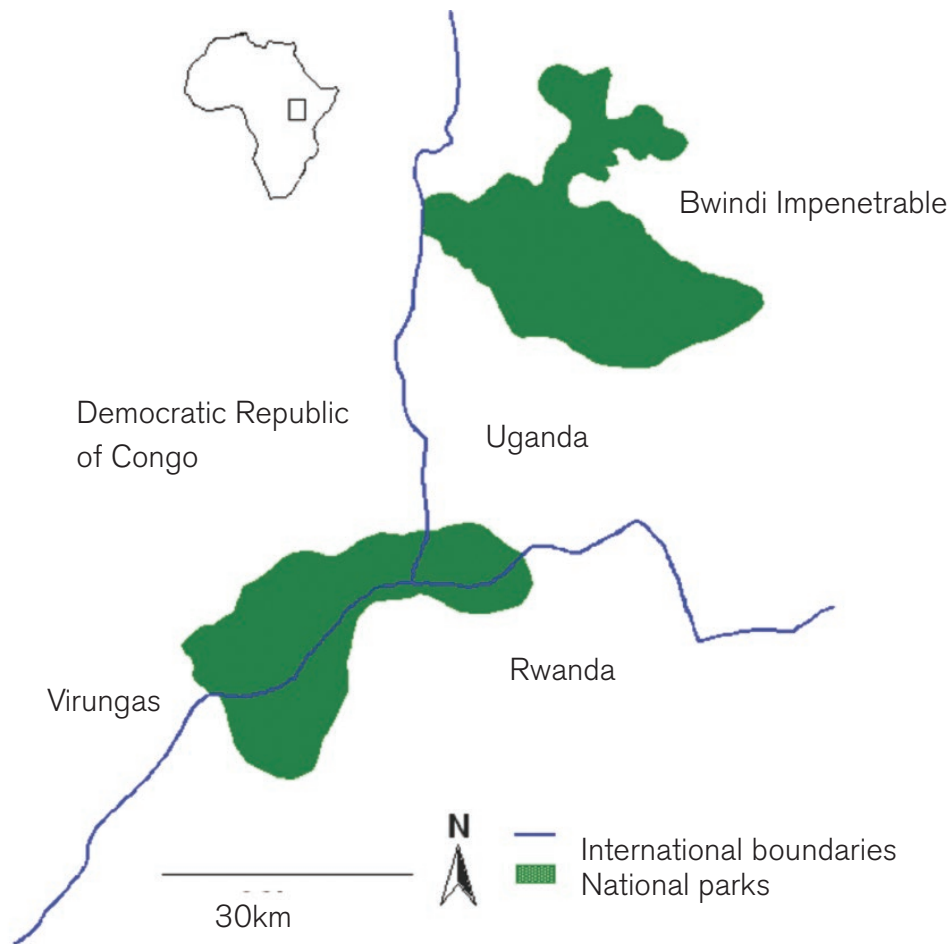 Bwindi Impenetrable
Democratic Republic
of Congo
Uganda
Rwanda
Virungas
N
International boundaries
National parks
30km